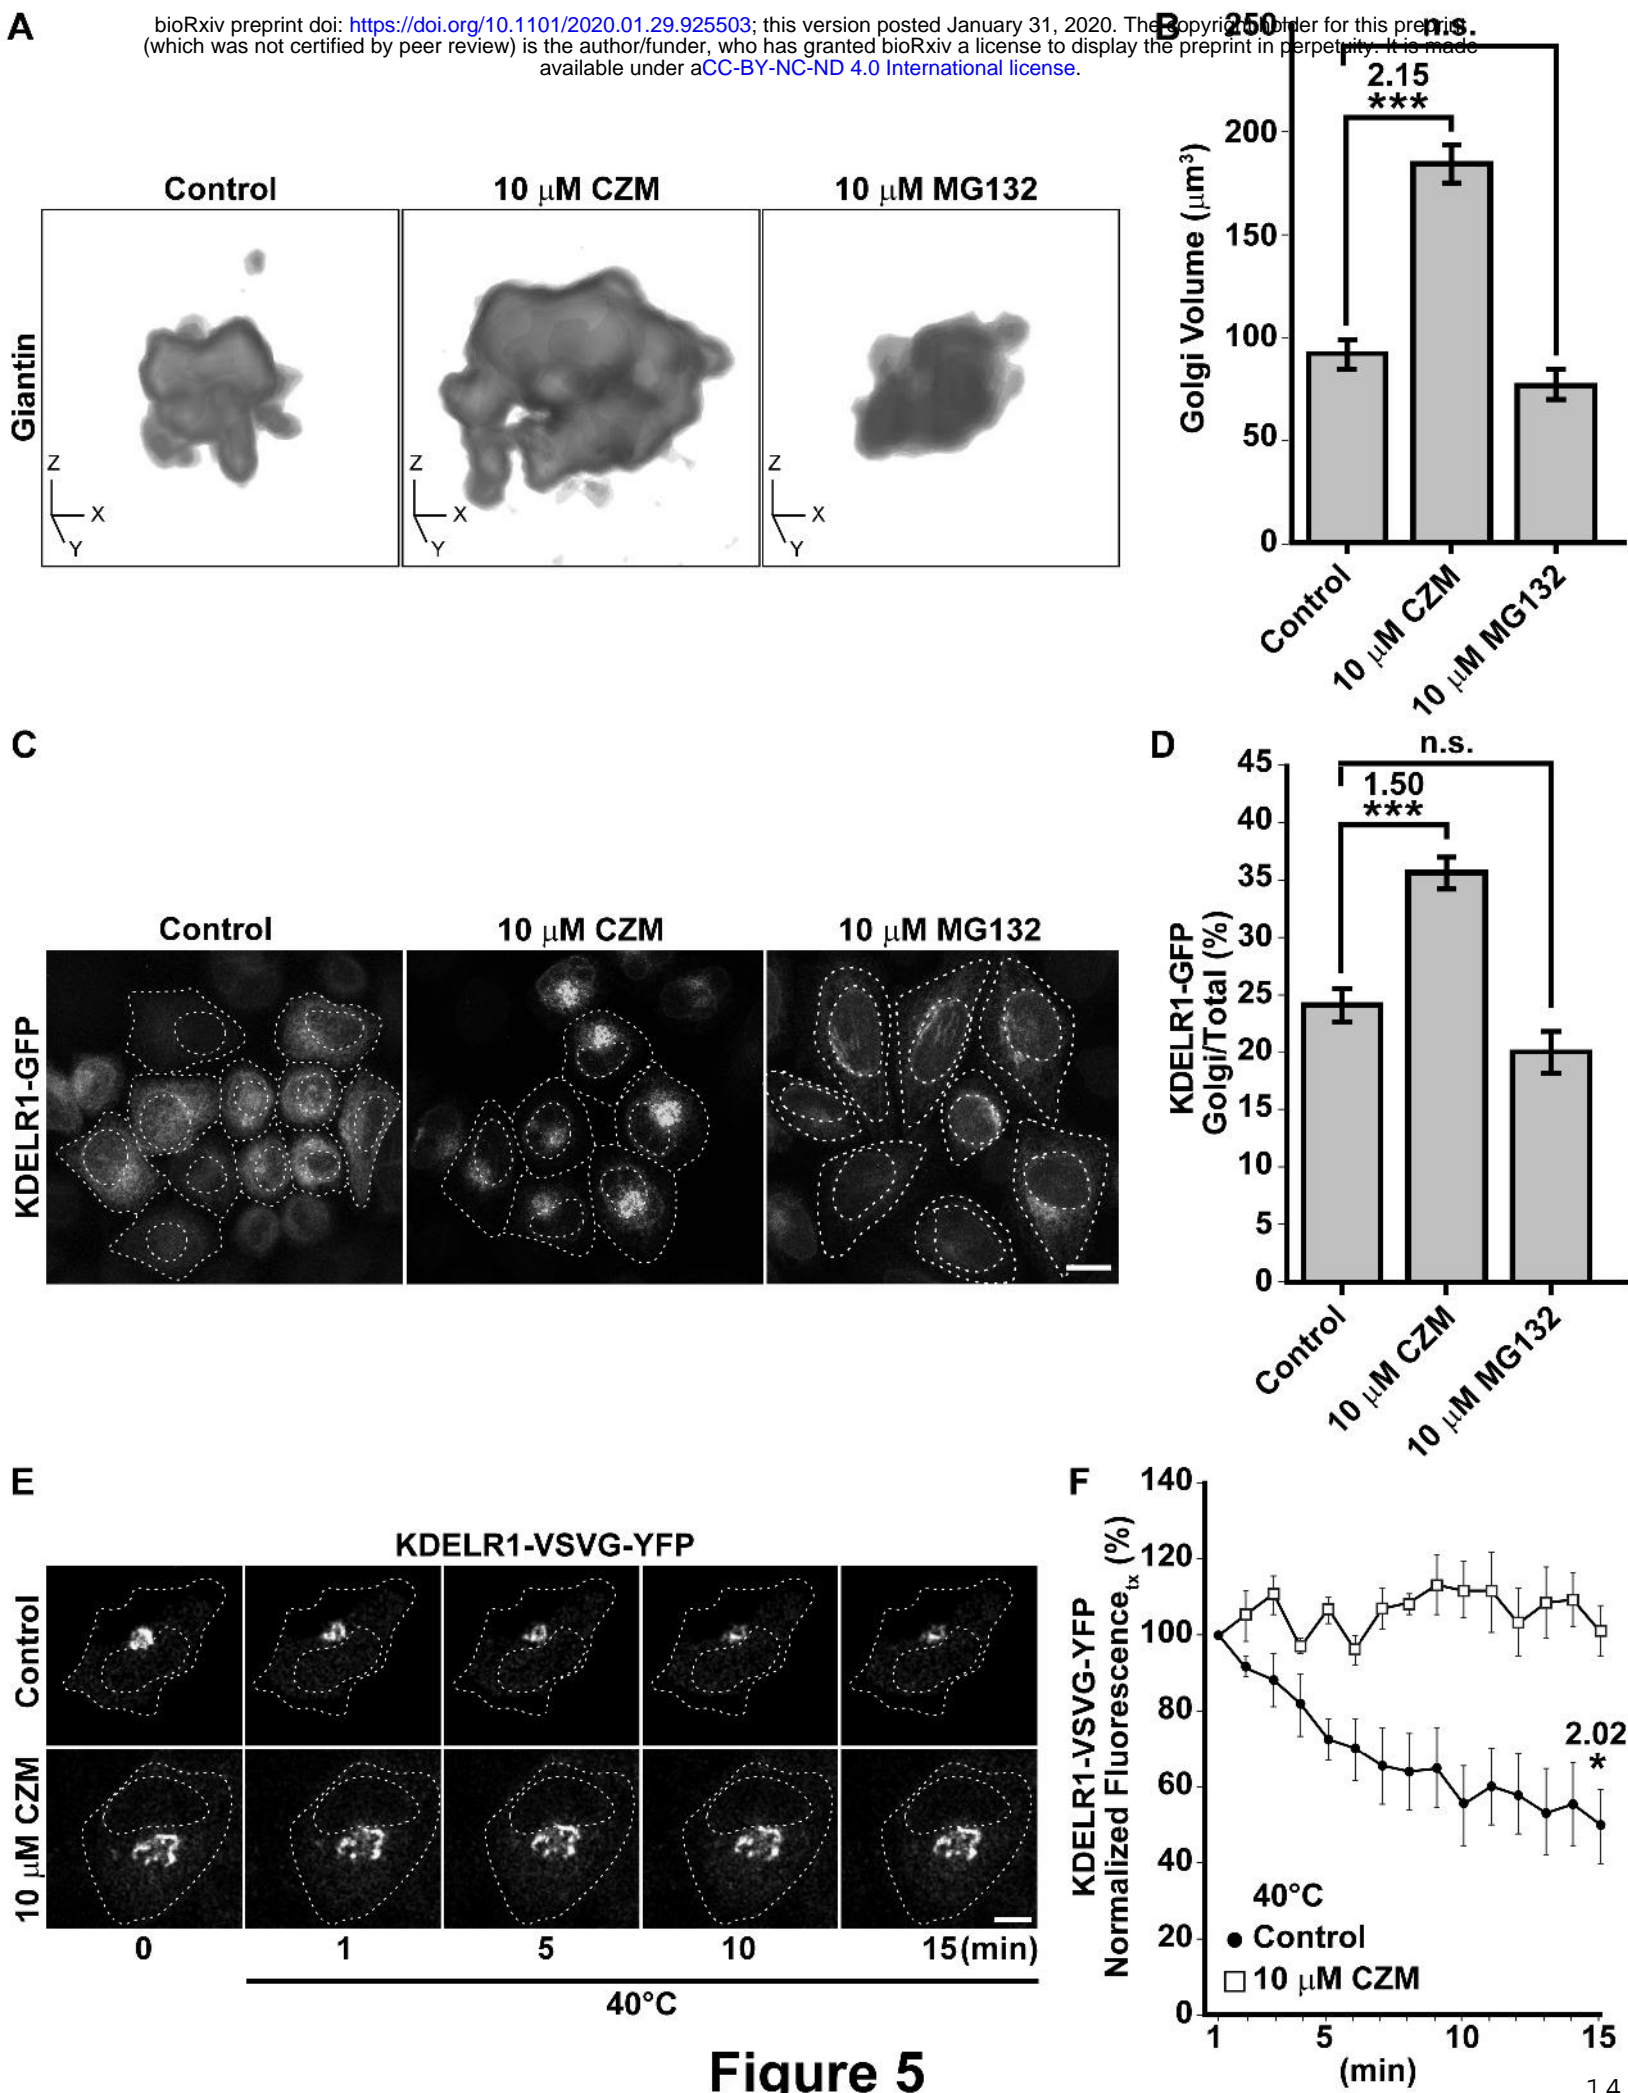 bioRxiv preprint doi: https://doi.org/10.1101/2020.01.29.925503; this version posted January 31, 2020. The copyright holder for this preprint
(which was not certified by peer review) is the author/funder, who has granted bioRxiv a license to display the preprint in perpetuity. It is made
available under aCC-BY-NC-ND 4.0 International license.
A
Control
10 μM CZM
10 μM MG132
Giantin
Z
X
Y
Z
X
Y
Z
X
Y
B
n.s.
2.15
***
Golgi Volume (μm³)
250
200
150
100
50
0
Control
10 μM CZM
10 μM MG132
C
Control
10 μM CZM
10 μM MG132
KDELR1-GFP
D
n.s.
1.50
***
KDELR1-GFP
Golgi/Total (%)
45
40
35
30
25
20
15
10
5
0
Control
10 μM CZM
10 μM MG132
E
KDELR1-VSVG-YFP
Control
10 μM CZM
0
1
5
10
15(min)
40°C
F
KDELR1-VSVG-YFP
Normalized Fluorescencetx (%)
140
120
100
80
60
40
20
0
2.02
*
40°C
Control
10 μM CZM
1
5
10
15
(min)
Figure 5
14